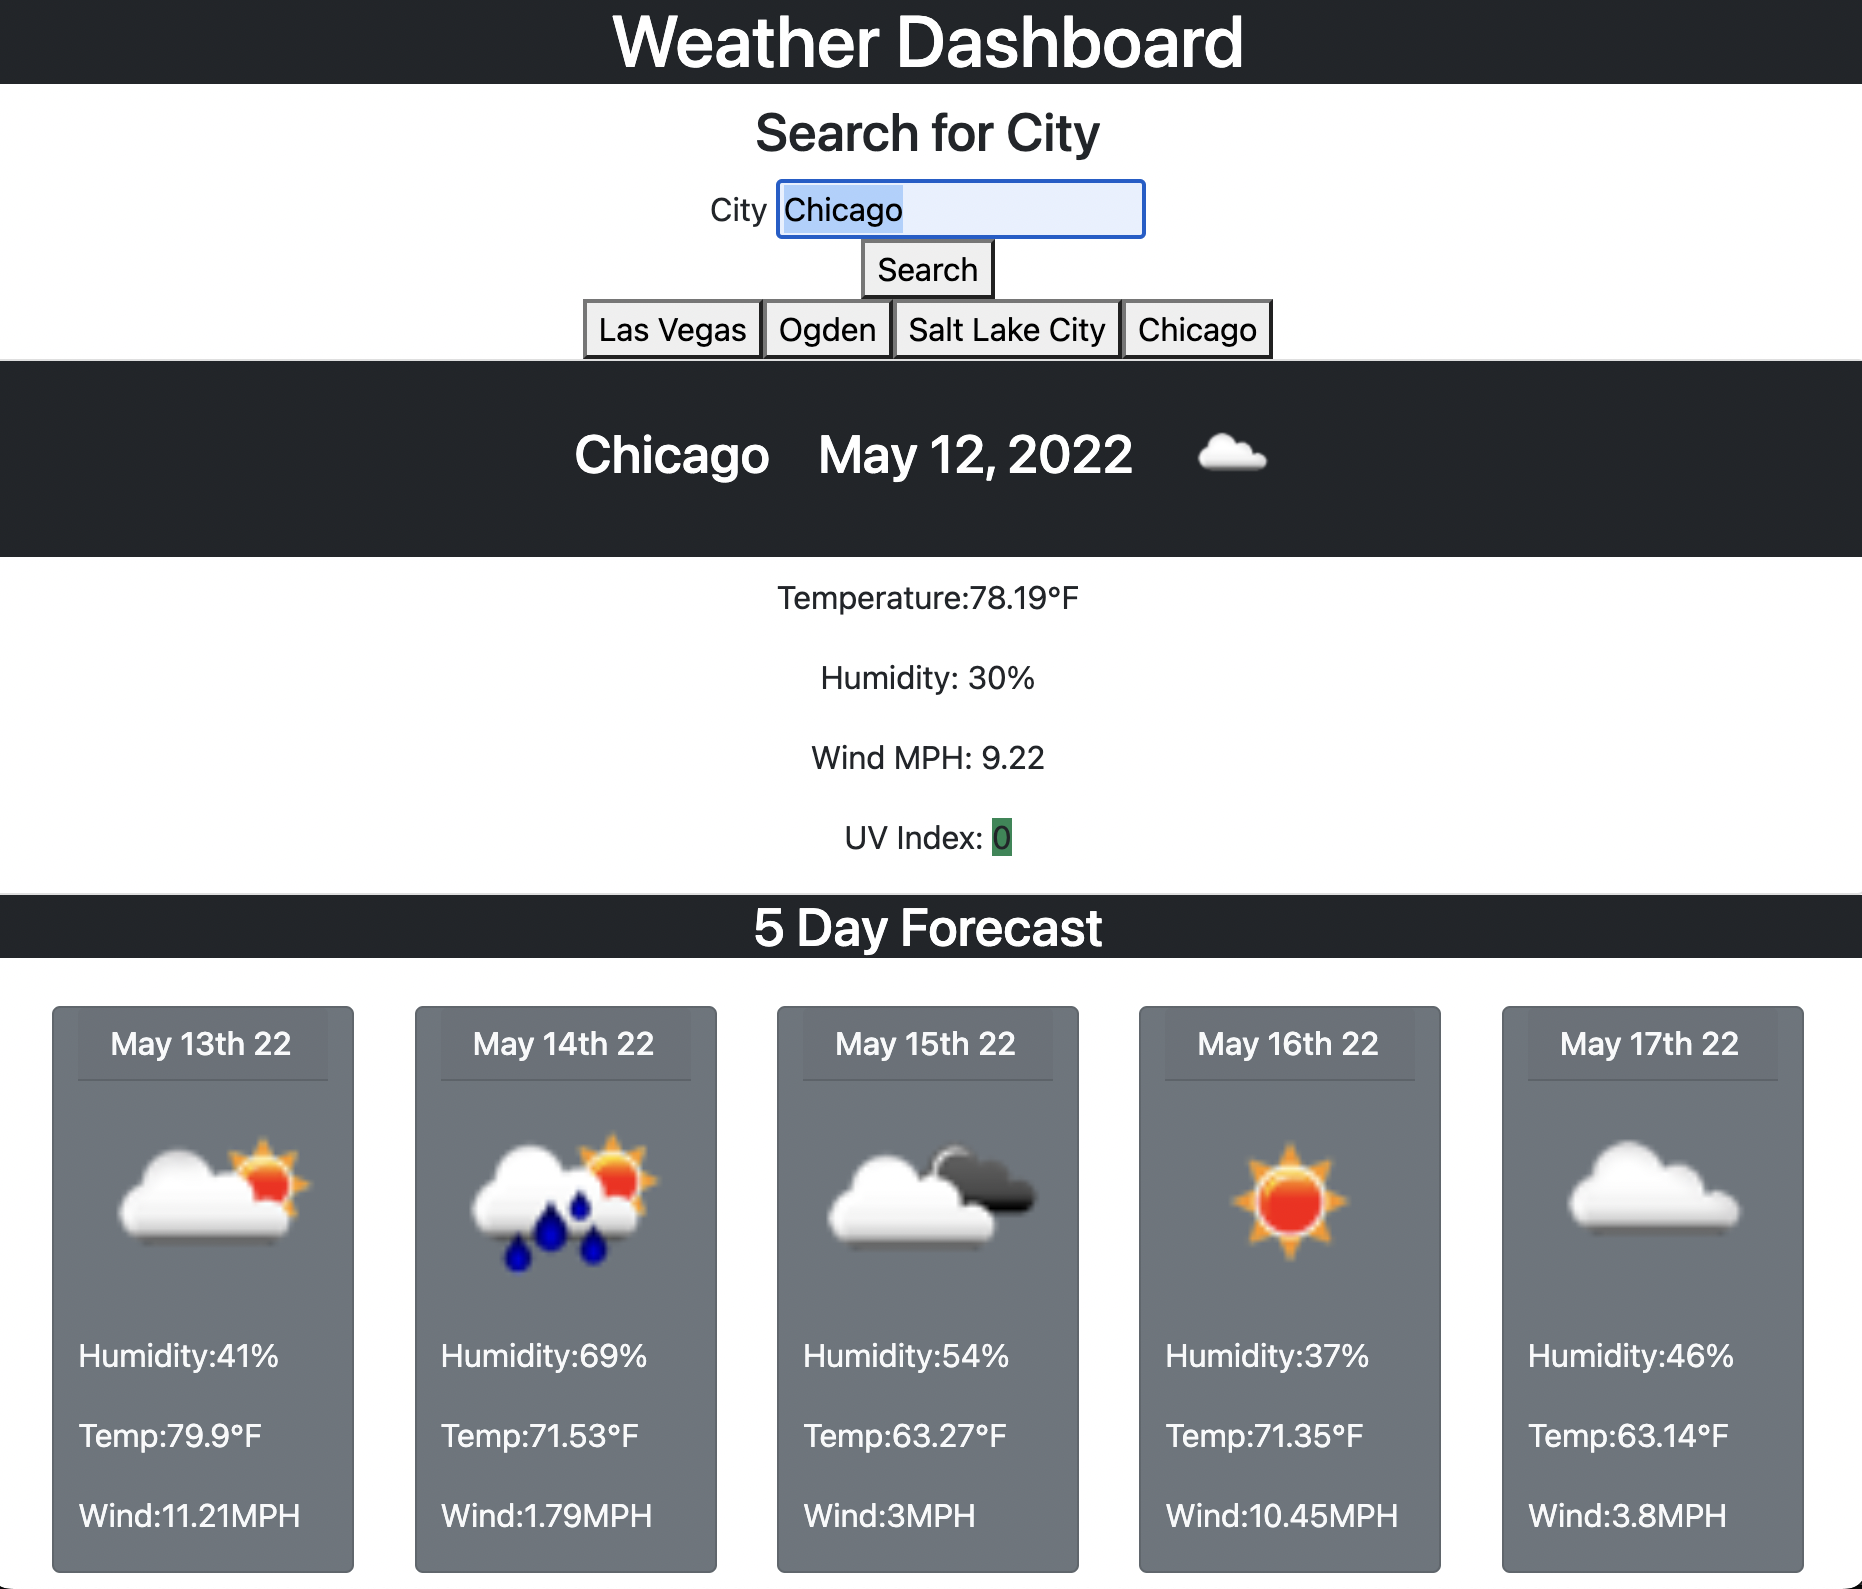 Weather Dashboard
Search for City
City Chicago
Search
Las Vegas Ogden Salt Lake City Chicago
Chicago May 12, 2022
Temperature:78.19°F
Humidity: 30%
Wind MPH: 9.22
UV Index: 0
5 Day Forecast
May 13th 22
Humidity:41%
Temp:79.9°F
Wind:11.21MPH
May 14th 22
Humidity:69%
Temp:71.53°F
Wind:1.79MPH
May 15th 22
Humidity:54%
Temp:63.27°F
Wind:3MPH
May 16th 22
Humidity:37%
Temp:71.35°F
Wind:10.45MPH
May 17th 22
Humidity:46%
Temp:63.14°F
Wind:3.8MPH